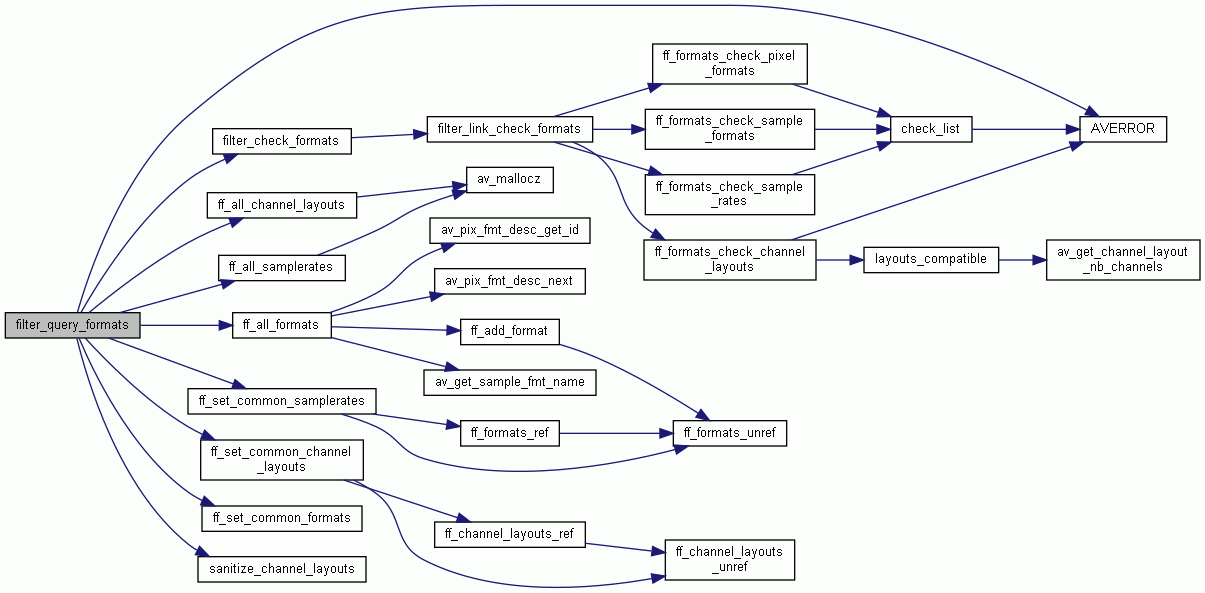 ff_formats_check_pixel
_formats
ff_formats_check_sample
_formats
filter_link_check_formats
check_list
AVERROR
filter_check_formats
av_mallocz
ff_formats_check_sample
_rates
ff_all_channel_layouts
av_pix_fmt_desc_get_id
ff_formats_check_channel
_layouts
layouts_compatible
av_get_channel_layout
_nb_channels
ff_all_samplerates
av_pix_fmt_desc_next
filter_query_formats
ff_all_formats
ff_add_format
av_get_sample_fmt_name
ff_set_common_samplerates
ff_formats_ref
ff_formats_unref
ff_set_common_channel
_layouts
ff_set_common_formats
ff_channel_layouts_ref
ff_channel_layouts
_unref
sanitize_channel_layouts